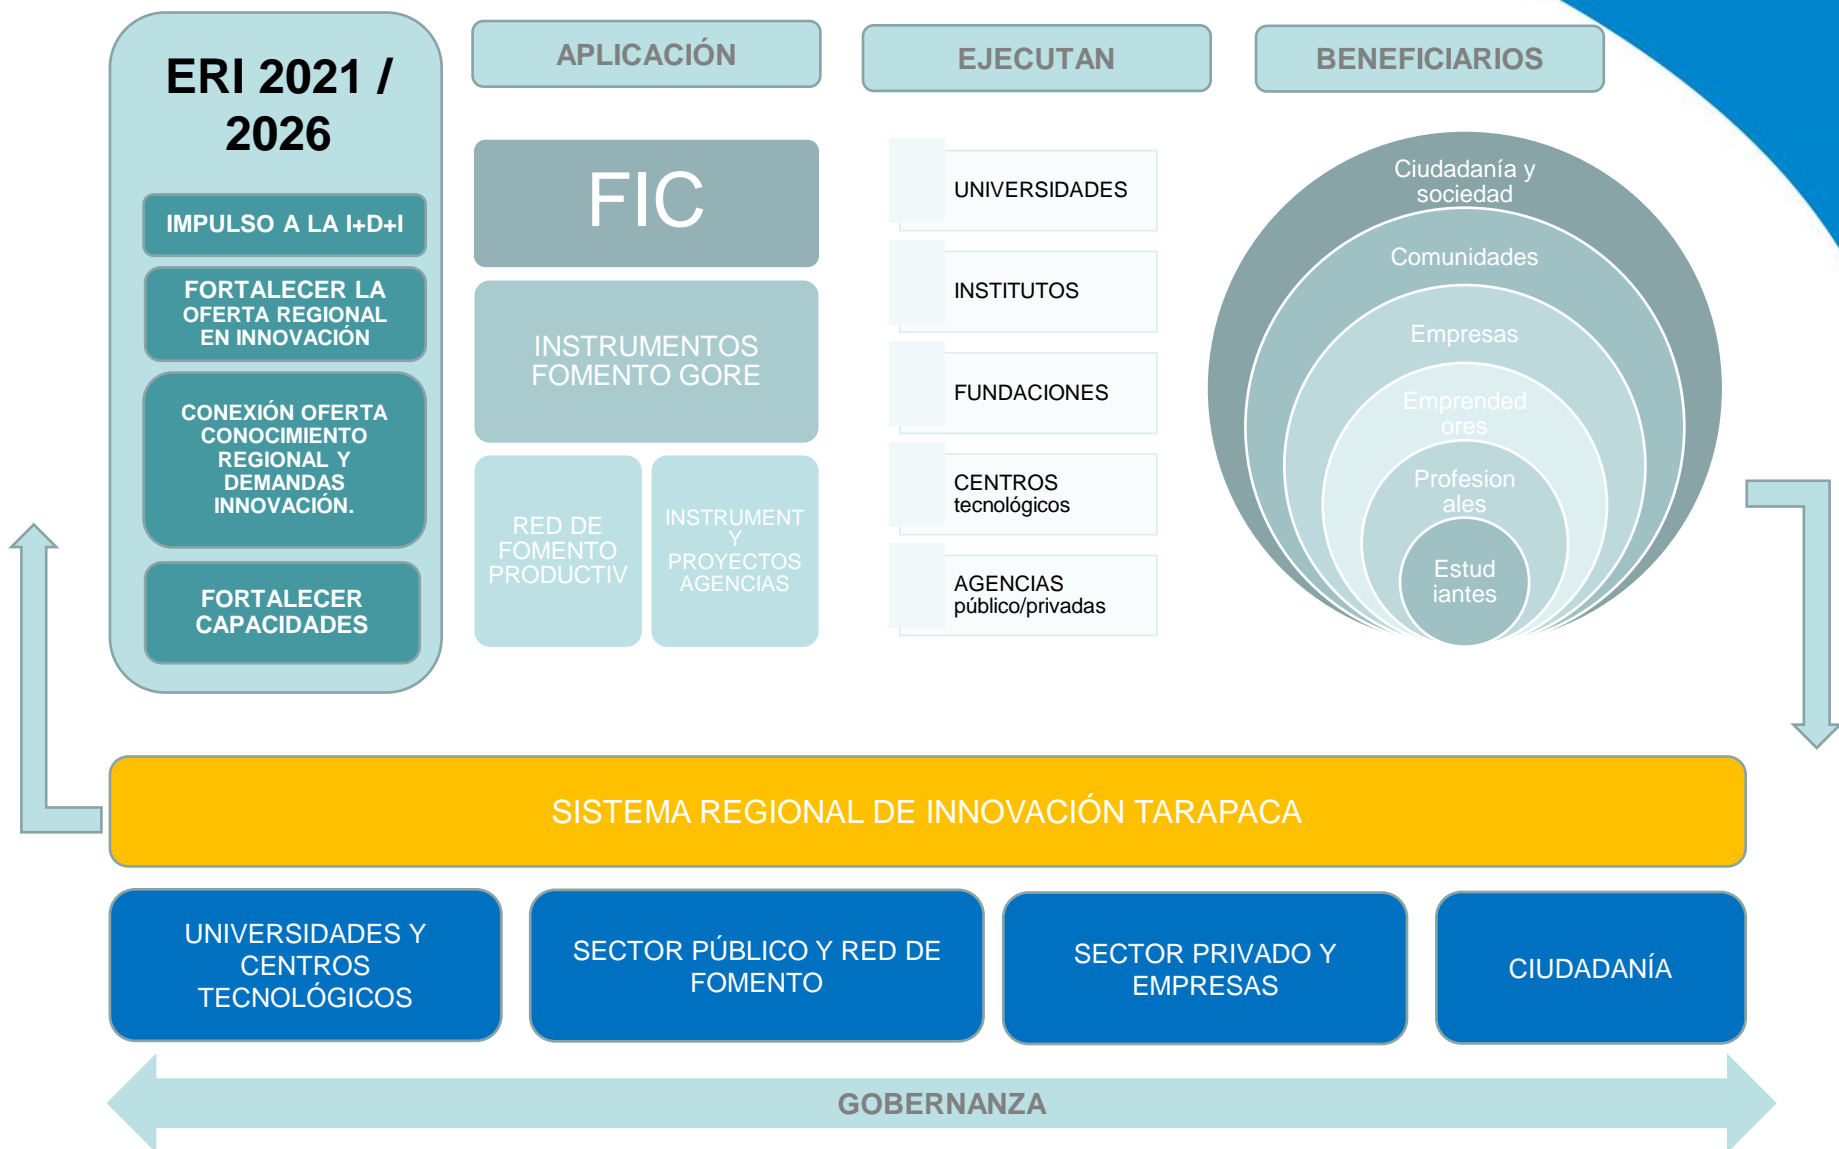 ERI 2021 /
2026
IMPULSO A LA I+D+I
FORTALECER LA
OFERTA REGIONAL
EN INNOVACIÓN
CONEXIÓN OFERTA
CONOCIMIENTO
REGIONAL Y
DEMANDAS
INNOVACIÓN.
FORTALECER
CAPACIDADES
APLICACIÓN
FIC
INSTRUMENTOS
FOMENTO GORE
RED DE
FOMENTO
PRODUCTIV
INSTRUMENT
Y
PROYECTOS
AGENCIAS
EJECUTAN
UNIVERSIDADES
INSTITUTOS
FUNDACIONES
CENTROS
tecnológicos
AGENCIAS
público/privadas
BENEFICIARIOS
Ciudadanía y
sociedad
Comunidades
Empresas
Emprended
ores
Profesion
ales
Estud
iantes
SISTEMA REGIONAL DE INNOVACIÓN TARAPACA
UNIVERSIDADES Y
CENTROS
TECNOLÓGICOS
SECTOR PÚBLICO Y RED DE
FOMENTO
SECTOR PRIVADO Y
EMPRESAS
CIUDADANÍA
GOBERNANZA